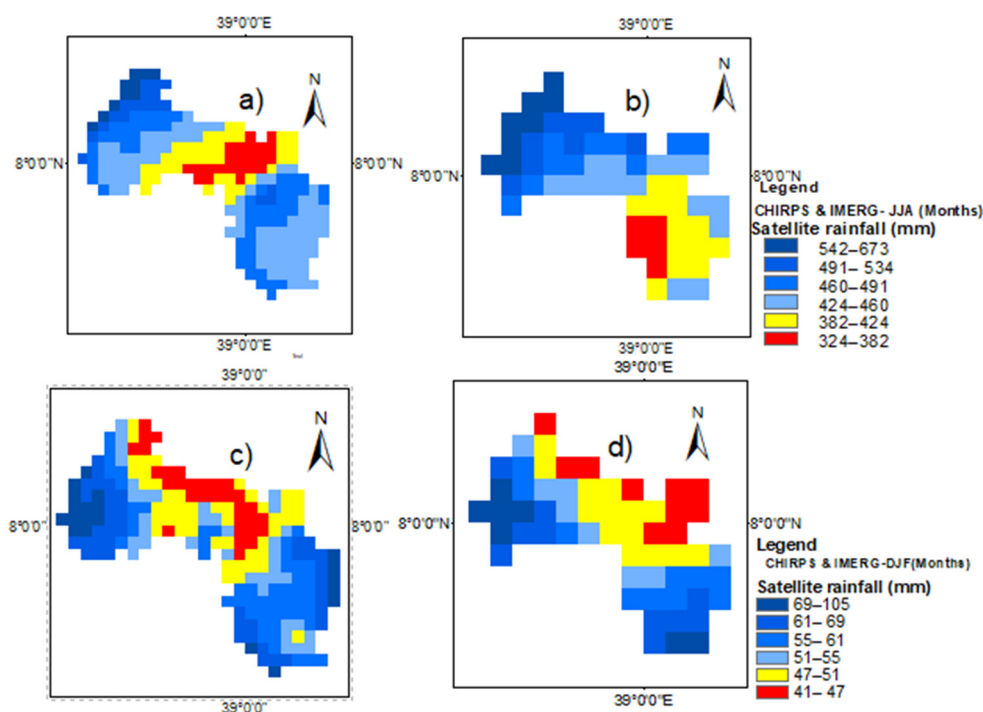 39°0'0'E
39°0'0"E
N
a)
N
b)
8°0'0"N
8°0'0"N
8°0'0"N
Legend
CHIRPS & IMERG- JJA (Months)
Satellite rainfall (mm)
542–673
491– 534
460–491
424–460
382–424
324–382
39°0'0"E
39°0'0"E
39°0'0"
39°0'0"E
N
c)
N
d)
8°0'0"
8°0'0"
8°0'0"N
8°0'0"N
Legend
CHIRPS & IMERG-DJF(Months)
Satellite rainfall (mm)
69–105
61– 69
55– 61
51–55
47–51
41– 47
39°0'0"
39°0'0"E